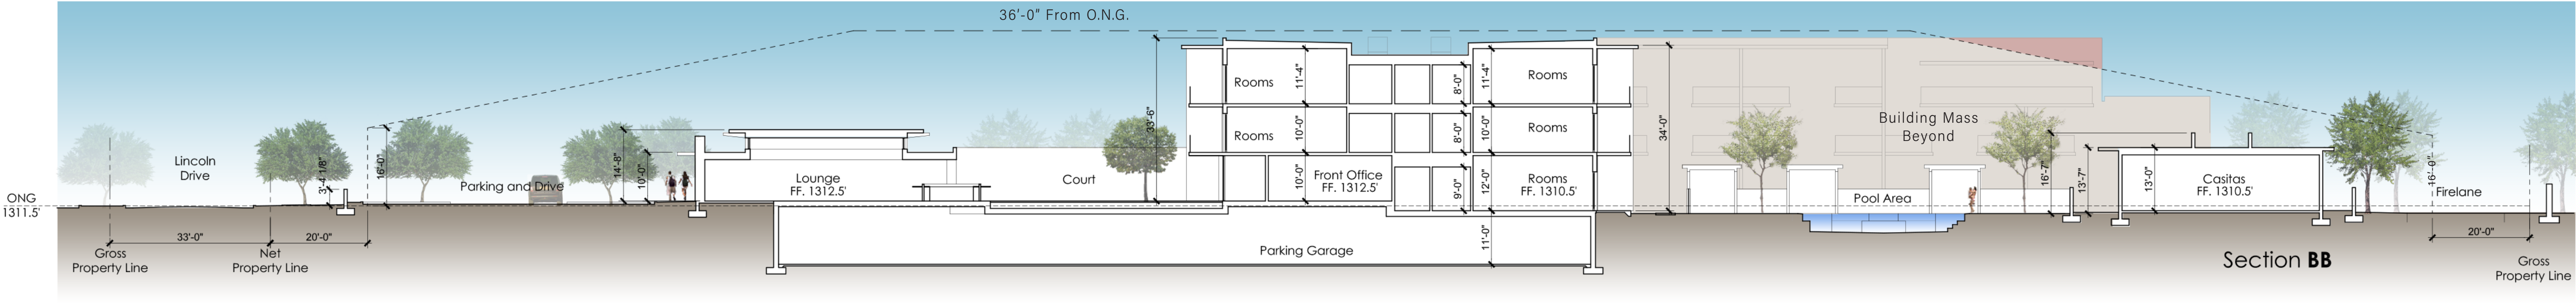 36'-0" From O.N.G.
33'-6"
Rooms
11'-4"
8'-0"
11'-4"
Rooms
34'-0"
Building Mass
Beyond
Lincoln
Drive
3'-4 1/8"
16'-0"
Parking and Drive
14'-8"
10'-0"
Lounge
FF. 1312.5'
Court
Rooms
10'-0"
8'-0"
10'-0"
Rooms
10'-0"
Front Office
FF. 1312.5'
9'-0"
12'-0"
Rooms
FF. 1310.5'
Pool Area
16'-7"
13'-7"
13'-0"
Casitas
FF. 1310.5'
16'-0"
Firelane
ONG
1311.5'
33'-0"
20'-0"
Gross
Property Line
Net
Property Line
Parking Garage
11'-0"
20'-0"
Section BB
Gross
Property Line